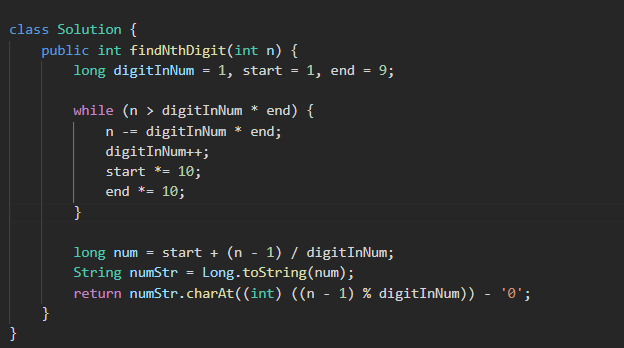 class Solution {
    public int findNthDigit(int n) {
        long digitInNum = 1, start = 1, end = 9;

        while (n > digitInNum * end) {
            n -= digitInNum * end;
            digitInNum++;
            start *= 10;
            end *= 10;
        }

        long num = start + (n - 1) / digitInNum;
        String numStr = Long.toString(num);
        return numStr.charAt((int) ((n - 1) % digitInNum)) - '0';
    }
}